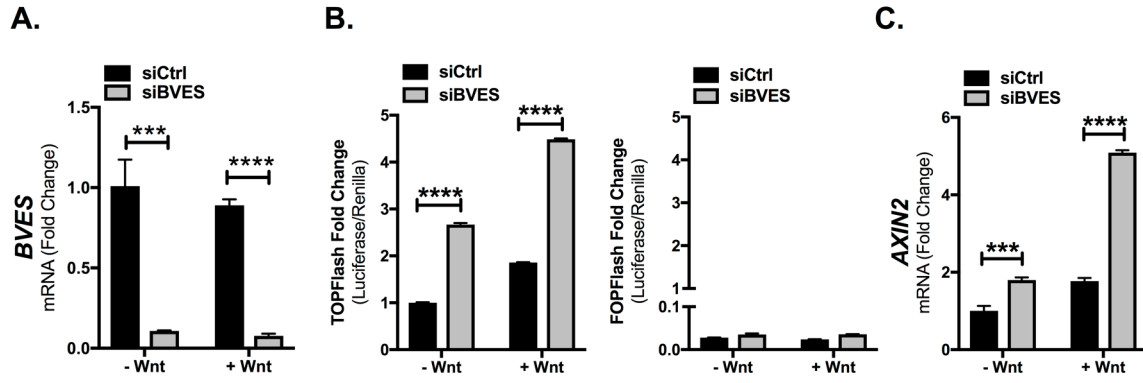 A.
siCtrl
siBVES
BVES
mRNA (Fold Change)
1.5
1.0
0.5
0.0
***
****
- Wnt
+ Wnt
B.
siCtrl
siBVES
TOPFlash Fold Change
(Luciferase/Renilla)
5
4
3
2
1
0
****
****
- Wnt
+ Wnt
siCtrl
siBVES
FOPFlash Fold Change
(Luciferase/Renilla)
5
4
3
2
1
0.1
0.0
- Wnt
+ Wnt
C.
siCtrl
siBVES
AXIN2
mRNA (Fold Change)
6
4
2
0
***
****
- Wnt
+ Wnt